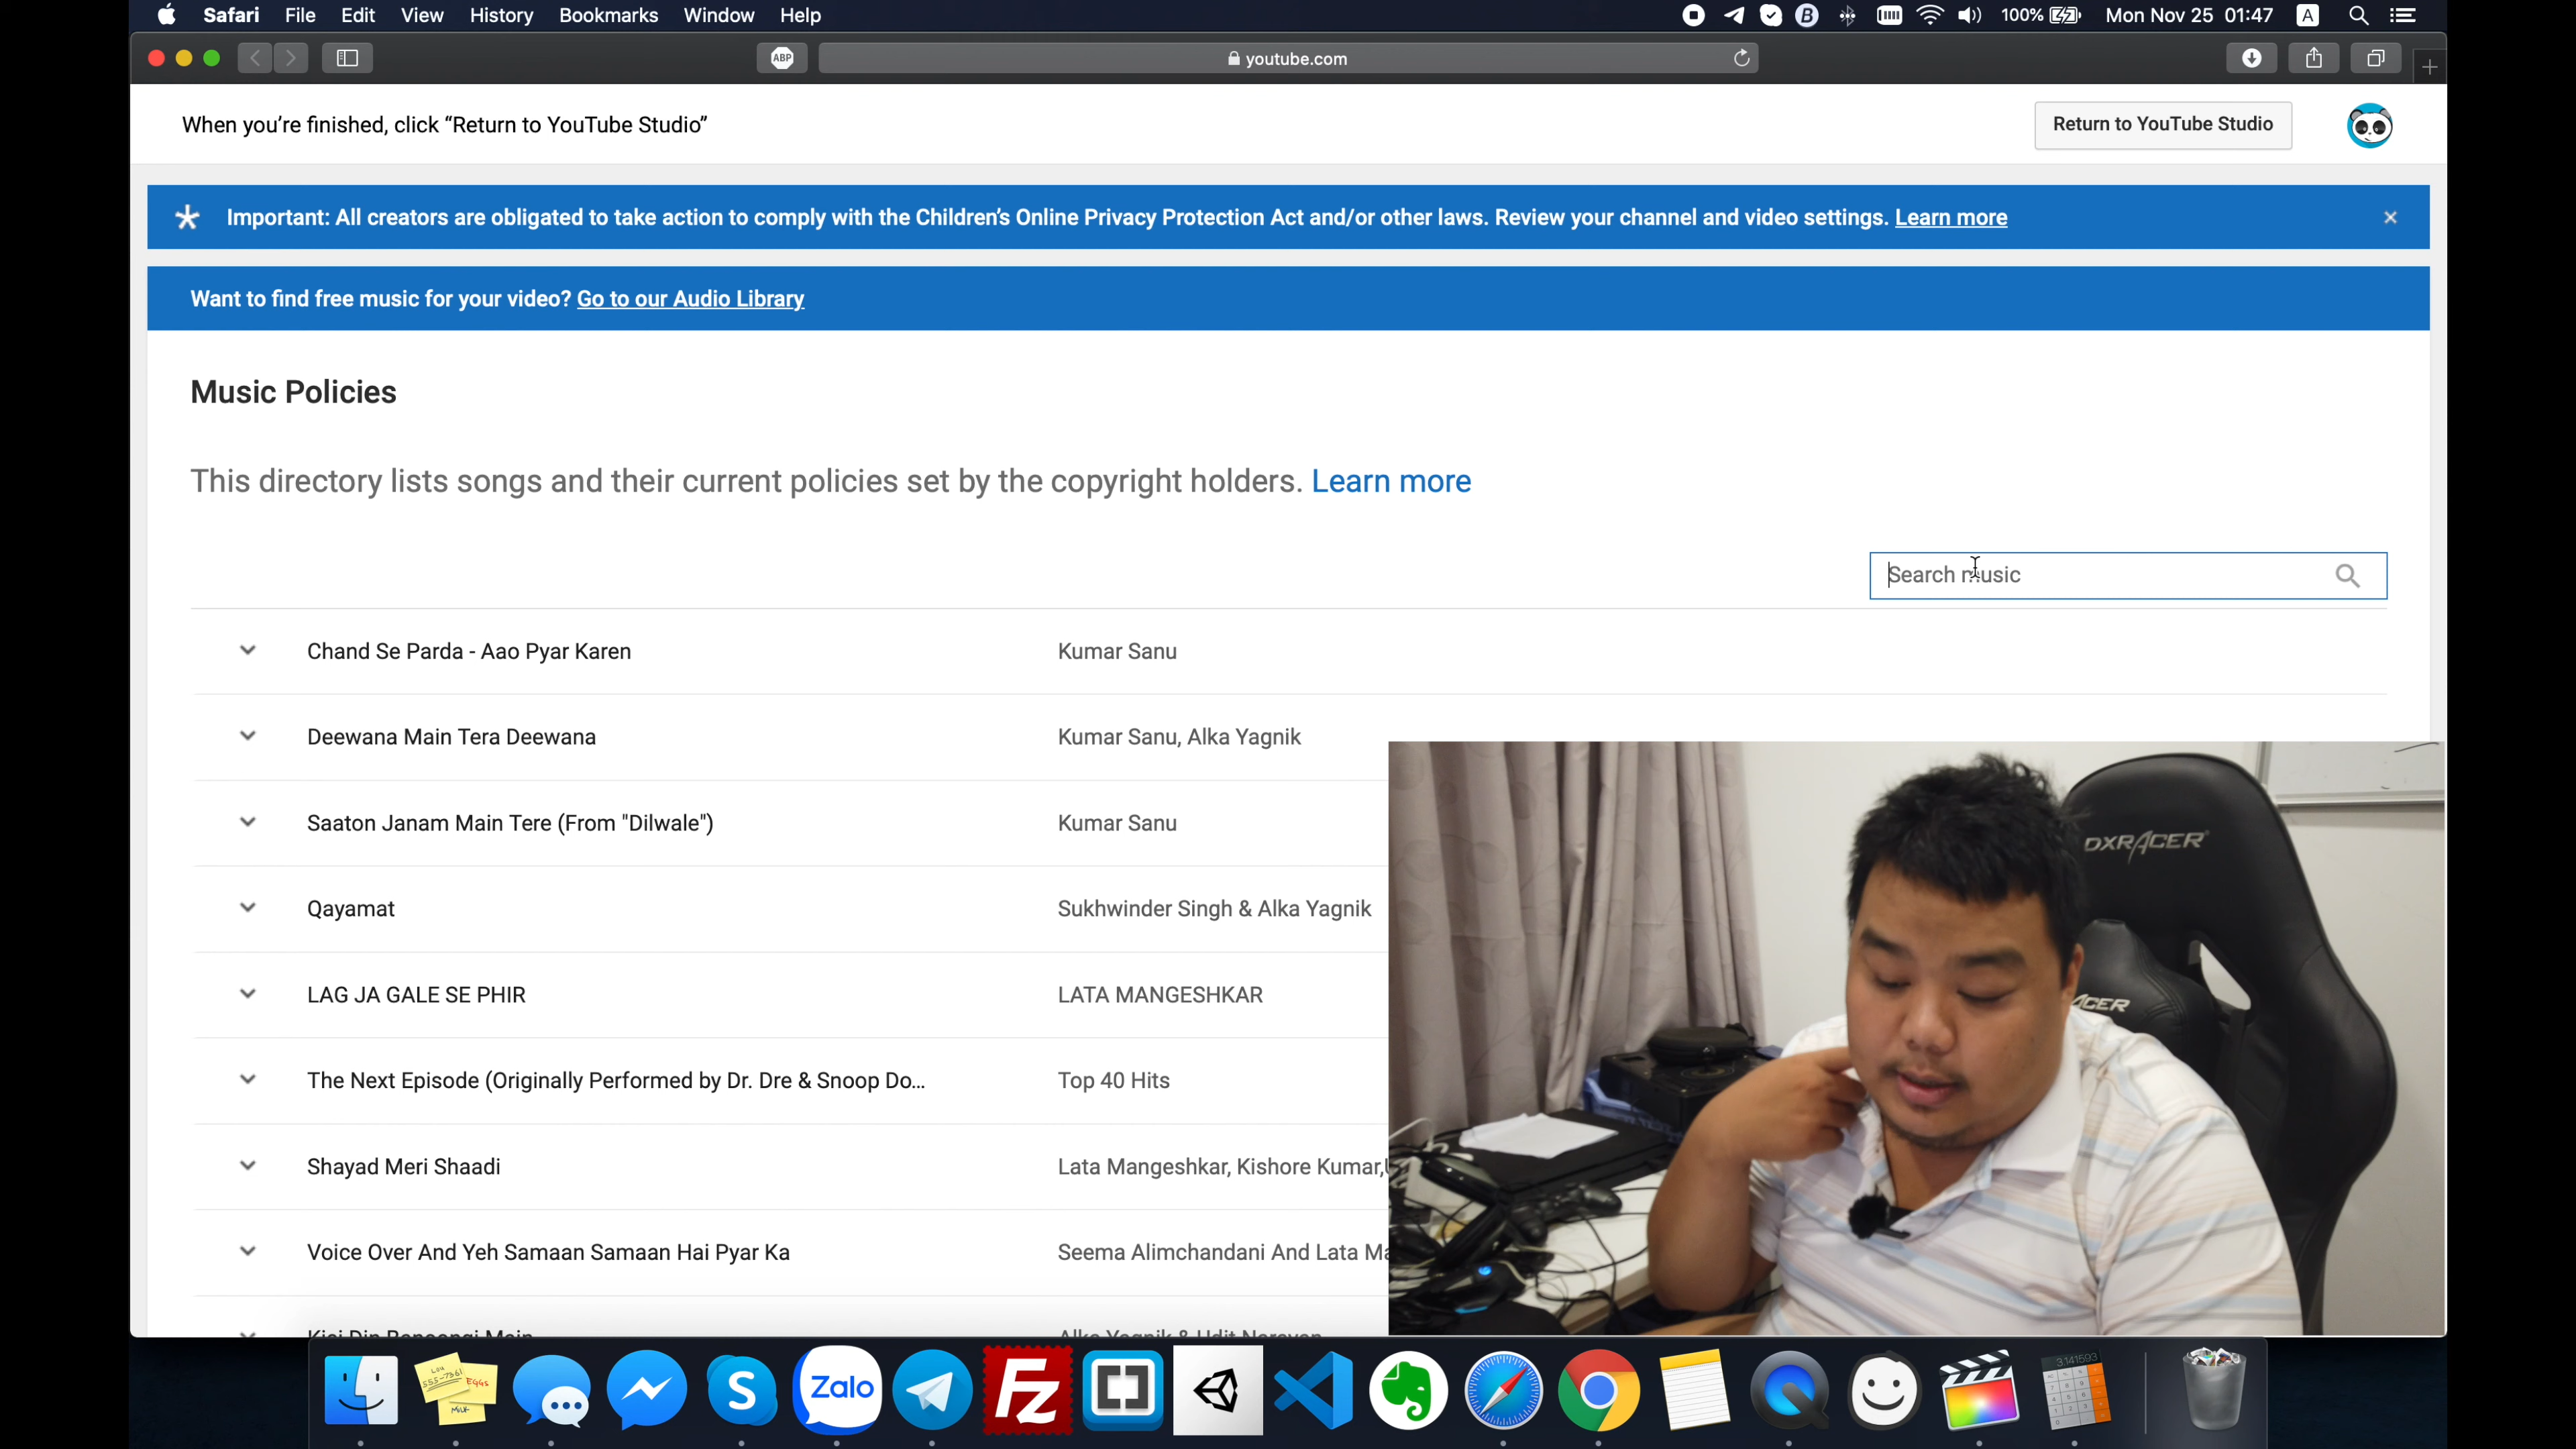 Safari File Edit View History Bookmarks Window Help 100% Mon Nov 25 01:47 A
ABP youtube.com
When you're finished, click “Return to YouTube Studio” Return to YouTube Studio
Important: All creators are obligated to take action to comply with the Children's Online Privacy Protection Act and/or other laws. Review your channel and video settings. Learn more
Want to find free music for your video? Go to our Audio Library
Music Policies
This directory lists songs and their current policies set by the copyright holders. Learn more
Search music
Chand Se Parda - Aao Pyar Karen Kumar Sanu
Deewana Main Tera Deewana Kumar Sanu, Alka Yagnik
Saaton Janam Main Tere (From "Dilwale") Kumar Sanu
Qayamat Sukhwinder Singh & Alka Yagnik
LAG JA GALE SE PHIR LATA MANGESHKAR
The Next Episode (Originally Performed by Dr. Dre & Snoop Do... Top 40 Hits
Shayad Meri Shaadi Lata Mangeshkar, Kishore Kumar,
Voice Over And Yeh Samaan Samaan Hai Pyar Ka Seema Alimchandani And Lata
DXRACER
ACER
Zalo
3,141593